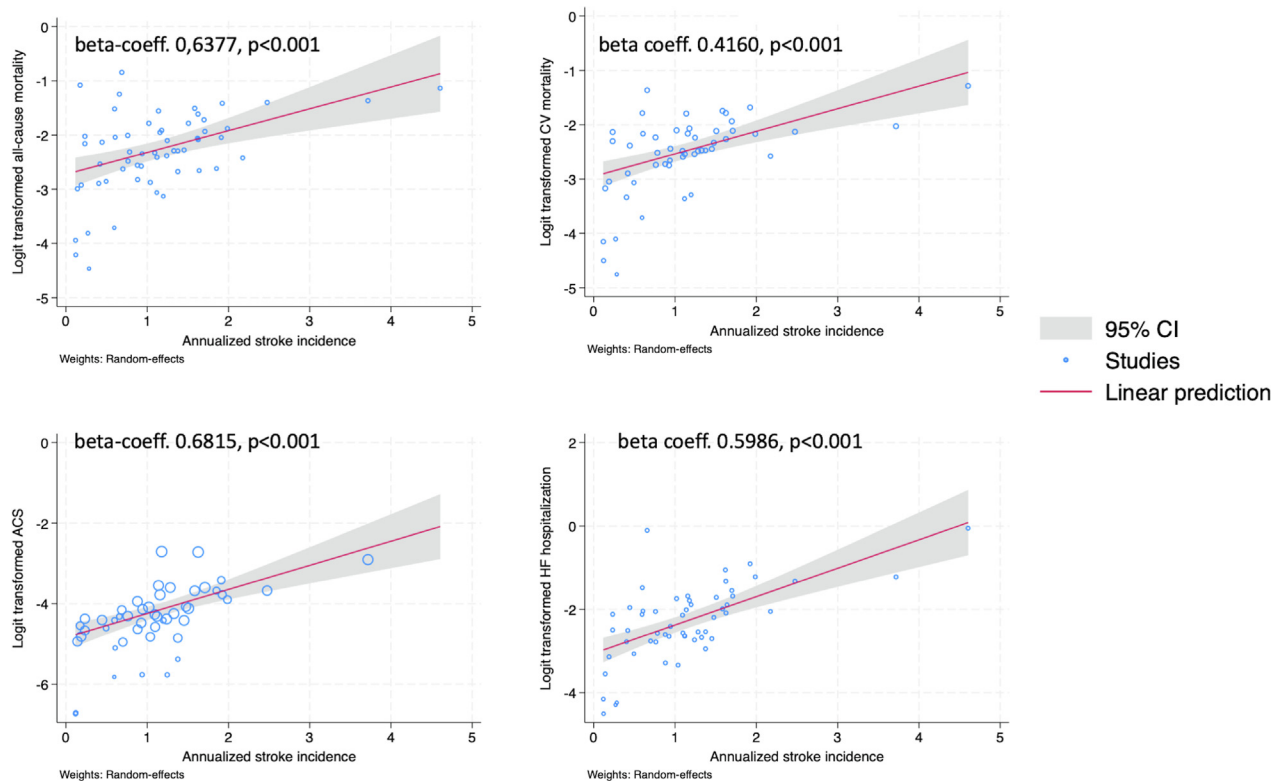 beta-coeff. 0,6377, p<0.001
0
-1
-2
-3
-4
-5
Logit transformed all-cause mortality
0 1 2 3 4 5
Annualized stroke incidence
Weights: Random-effects
beta coeff. 0.4160, p<0.001
0
-1
-2
-3
-4
-5
Logit transformed CV mortality
0 1 2 3 4 5
Annualized stroke incidence
Weights: Random-effects
95% CI
Studies
Linear prediction
beta-coeff. 0.6815, p<0.001
0
-2
-4
-6
Logit transformed ACS
0 1 2 3 4 5
Annualized stroke incidence
Weights: Random-effects
beta coeff. 0.5986, p<0.001
2
0
-2
-4
Logit transformed HF hospitalization
0 1 2 3 4 5
Annualized stroke incidence
Weights: Random-effects